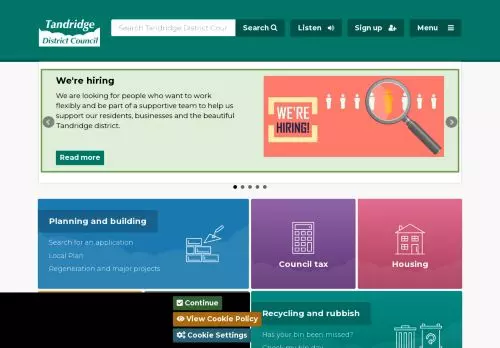 Tandridge
District Council
Search Tandridge District Coun
Search
Listen
Sign up
Menu
We're hiring
We are looking for people who want to work
flexibly and be part of a supportive team to help us
support our residents, businesses and the beautiful
Tandridge district.
Read more
WE'RE
HIRING!
Planning and building
Search for an application
Local Plan
Regeneration and major projects
Council tax
Housing
Continue
View Cookie Policy
Cookie Settings
Recycling and rubbish
Has your bin been missed?
Check my bin day